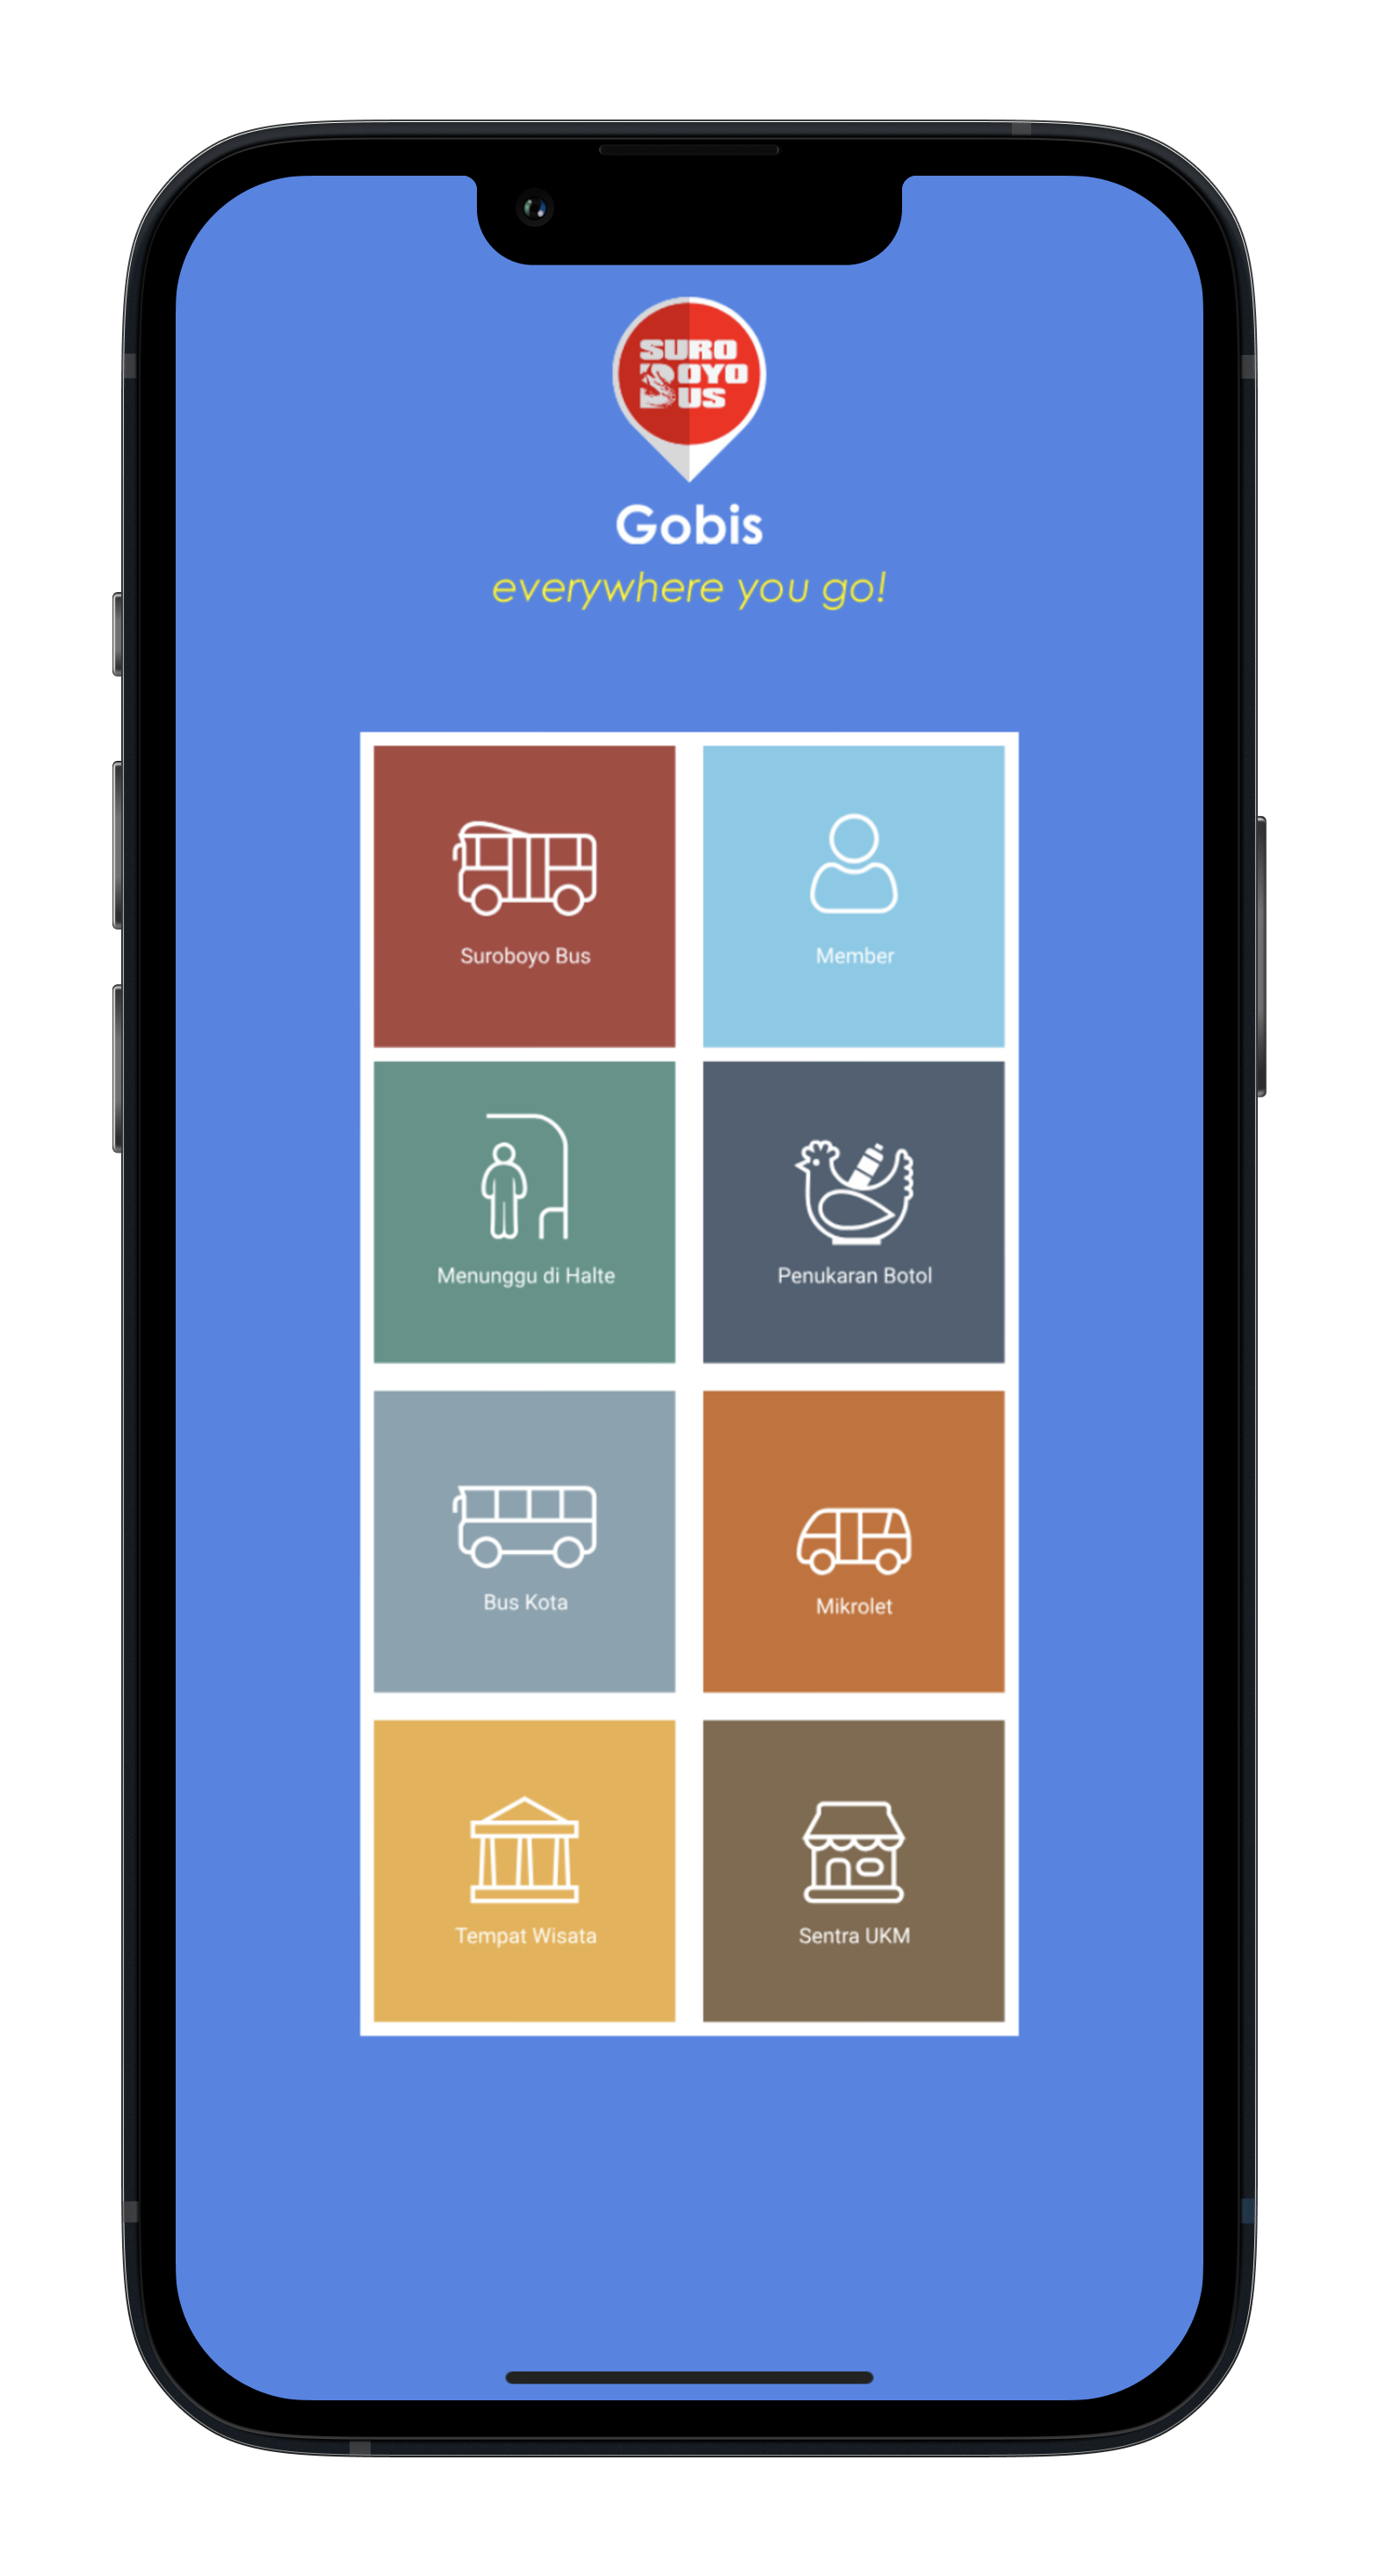 SURO
BOYO
BUS
Gobis
everywhere you go!
Suroboyo Bus
Member
Menunggu di Halte
Penukaran Botol
Bus Kota
Mikrolet
Tempat Wisata
Sentra UKM